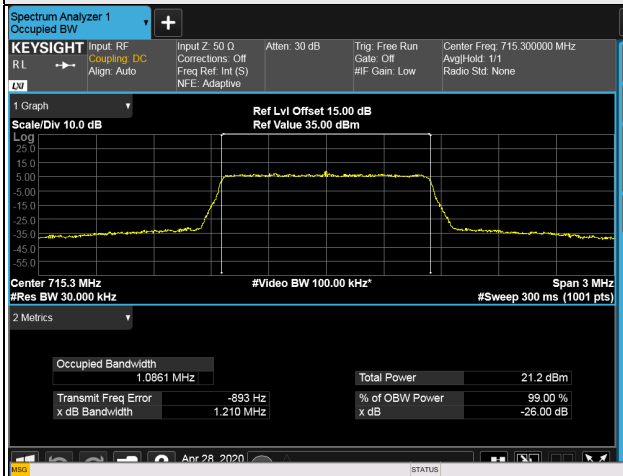 Spectrum Analyzer 1
Occupied BW
KEYSIGHT
RL
LXI
Input: RF
Coupling: DC
Align: Auto
Input Z: 50 Ω
Corrections: Off
Freq Ref: Int (S)
NFE: Adaptive
Atten: 30 dB
Trig: Free Run
Gate: Off
#IF Gain: Low
Center Freq: 715.300000 MHz
Avg|Hold: 1/1
Radio Std: None
1 Graph
Scale/Div 10.0 dB
Ref Lvl Offset 15.00 dB
Ref Value 35.00 dBm
Log
25.0
15.0
5.00
-5.00
-15.0
-25.0
-35.0
-45.0
-55.0
Center 715.3 MHz
#Video BW 100.00 kHz*
Span 3 MHz
#Res BW 30.000 kHz
#Sweep 300 ms (1001 pts)
2 Metrics
Occupied Bandwidth
1.0861 MHz
Total Power 21.2 dBm
Transmit Freq Error -893 Hz
% of OBW Power 99.00 %
x dB Bandwidth 1.210 MHz
x dB -26.00 dB
Apr 28, 2020
MSG
STATUS